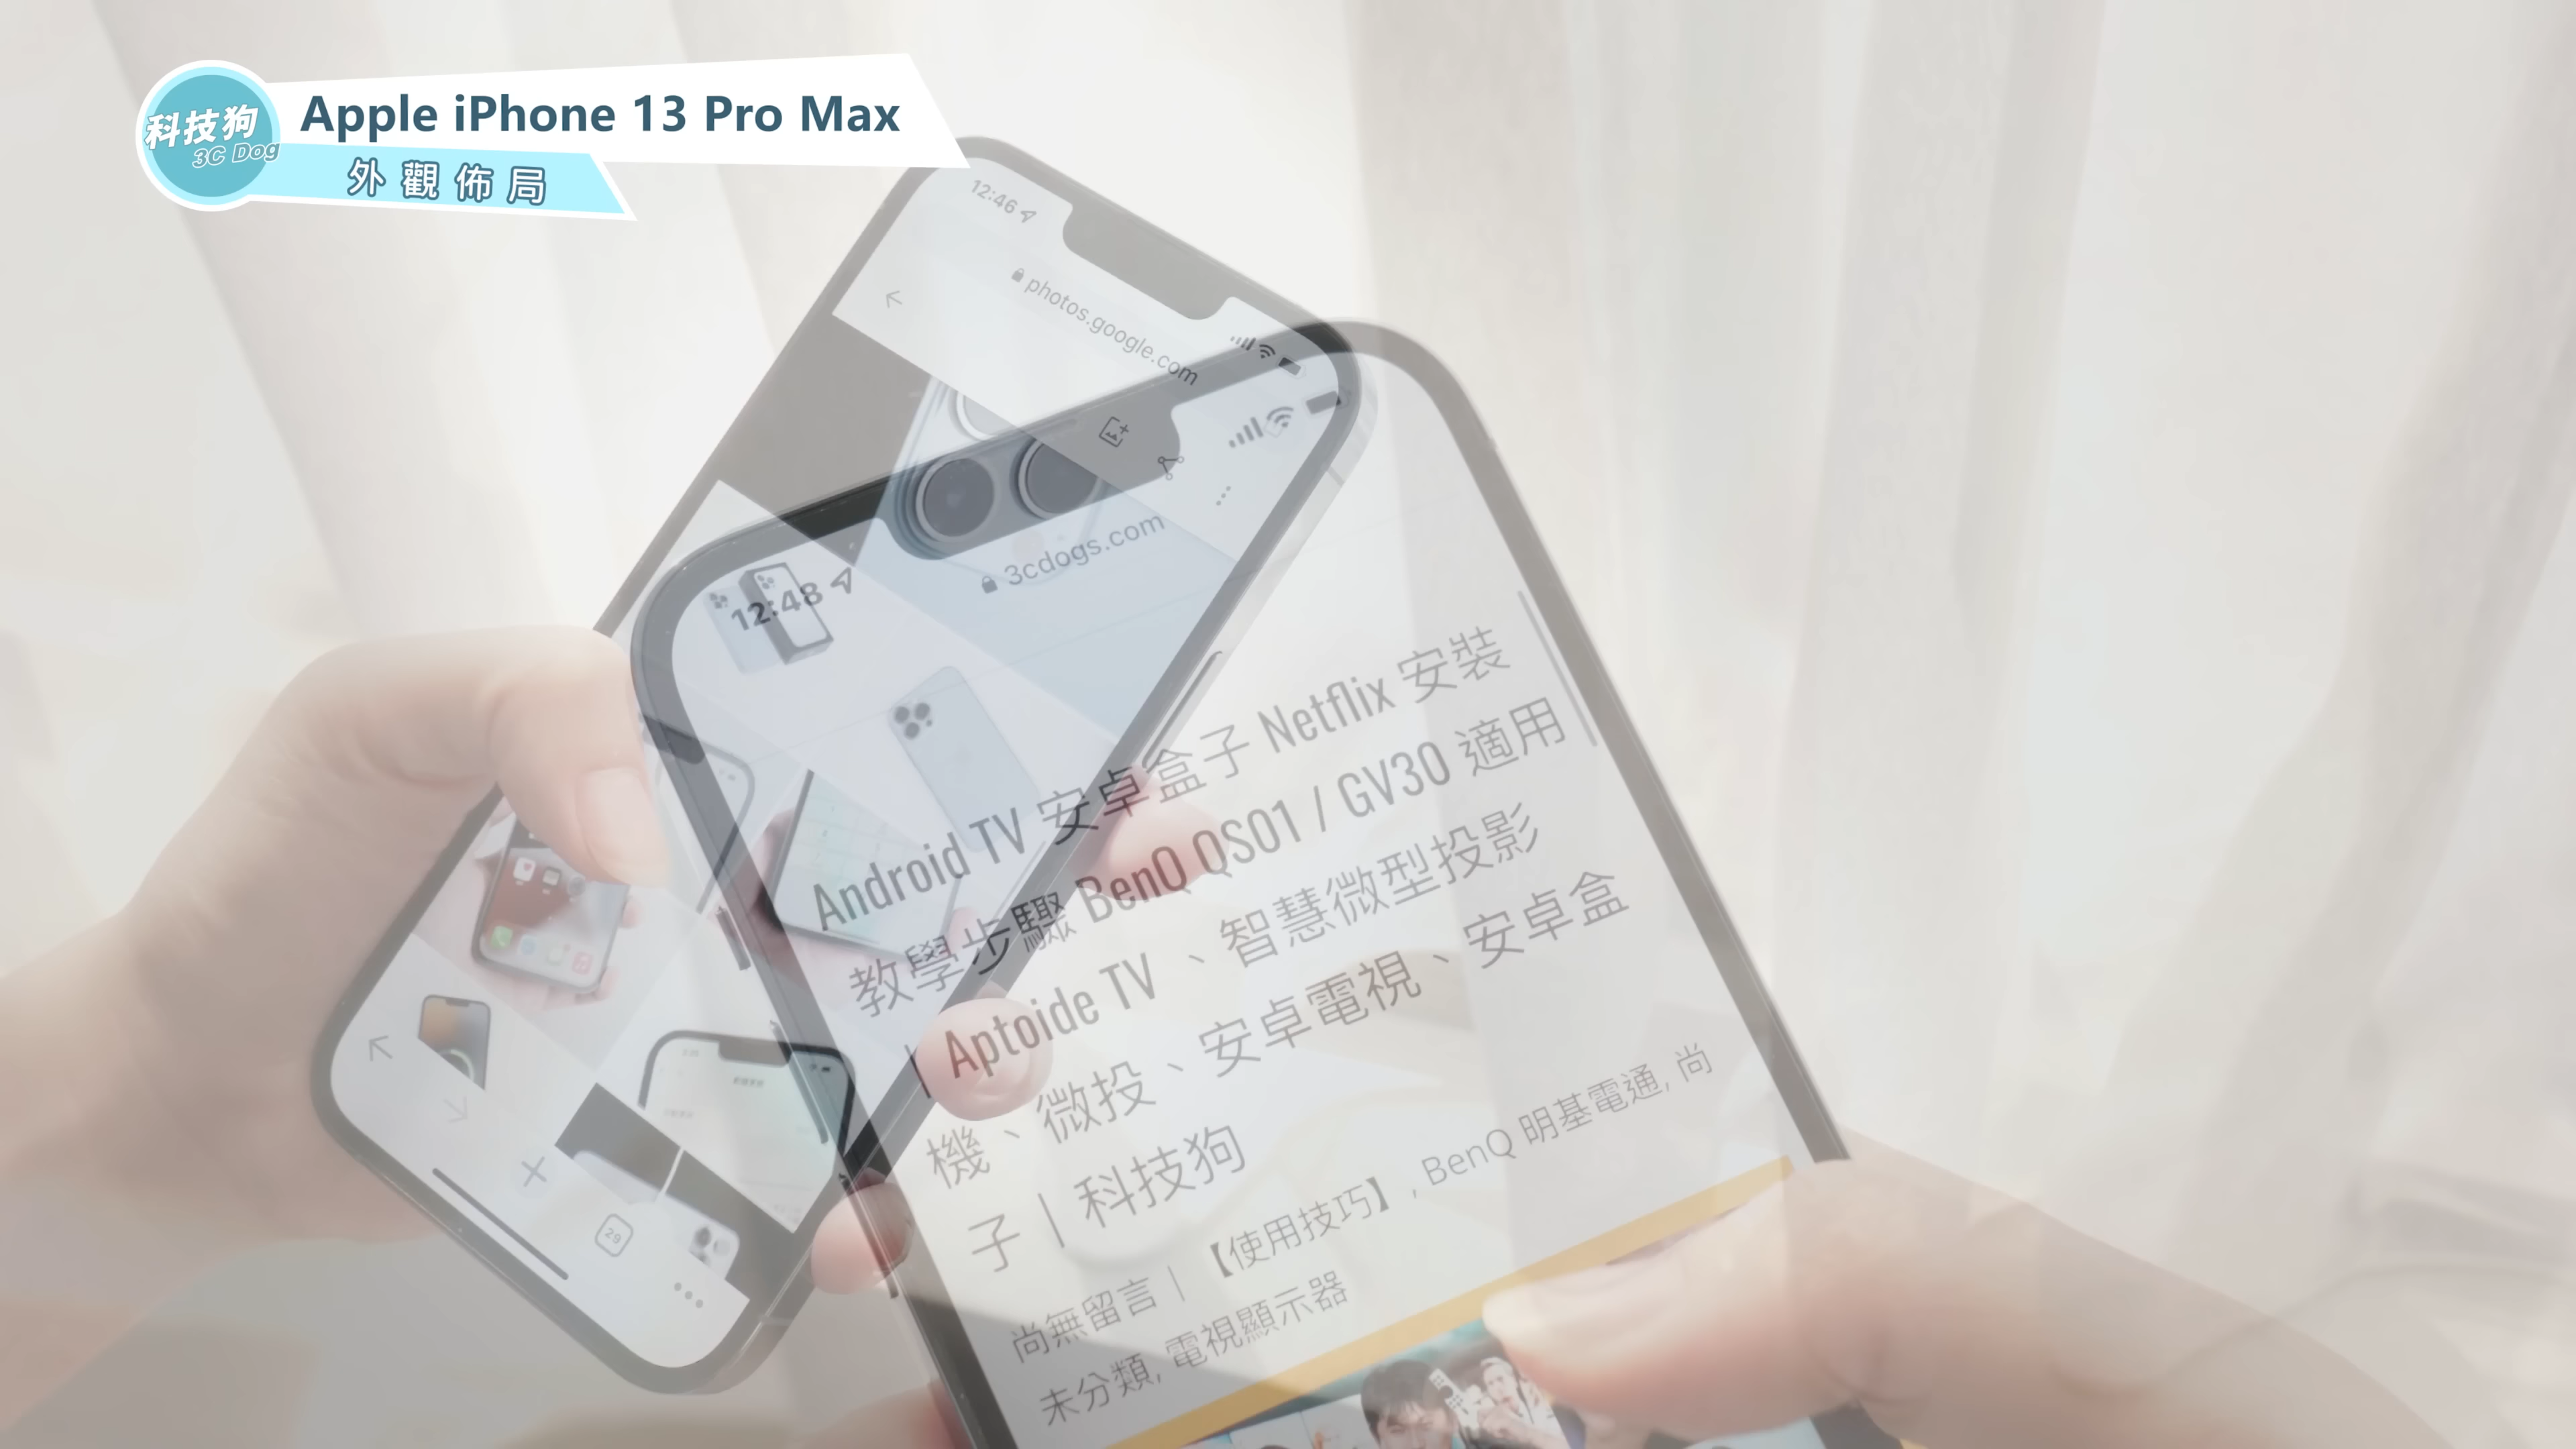 科技狗
3C Dog
Apple iPhone 13 Pro Max
外觀佈局
12:46
photos.google.com
12:48
3cdogs.com
Android TV 安卓盒子 Netflix 安裝
教學步驟 BenQ QS01 / GV30 適用
| Aptoide TV 、智慧微型投影
機、微投、安卓電視、安卓盒
子 | 科技狗
尚無留言 | 【使用技巧】, BenQ 明基電通, 尚
未分類, 電視顯示器
29